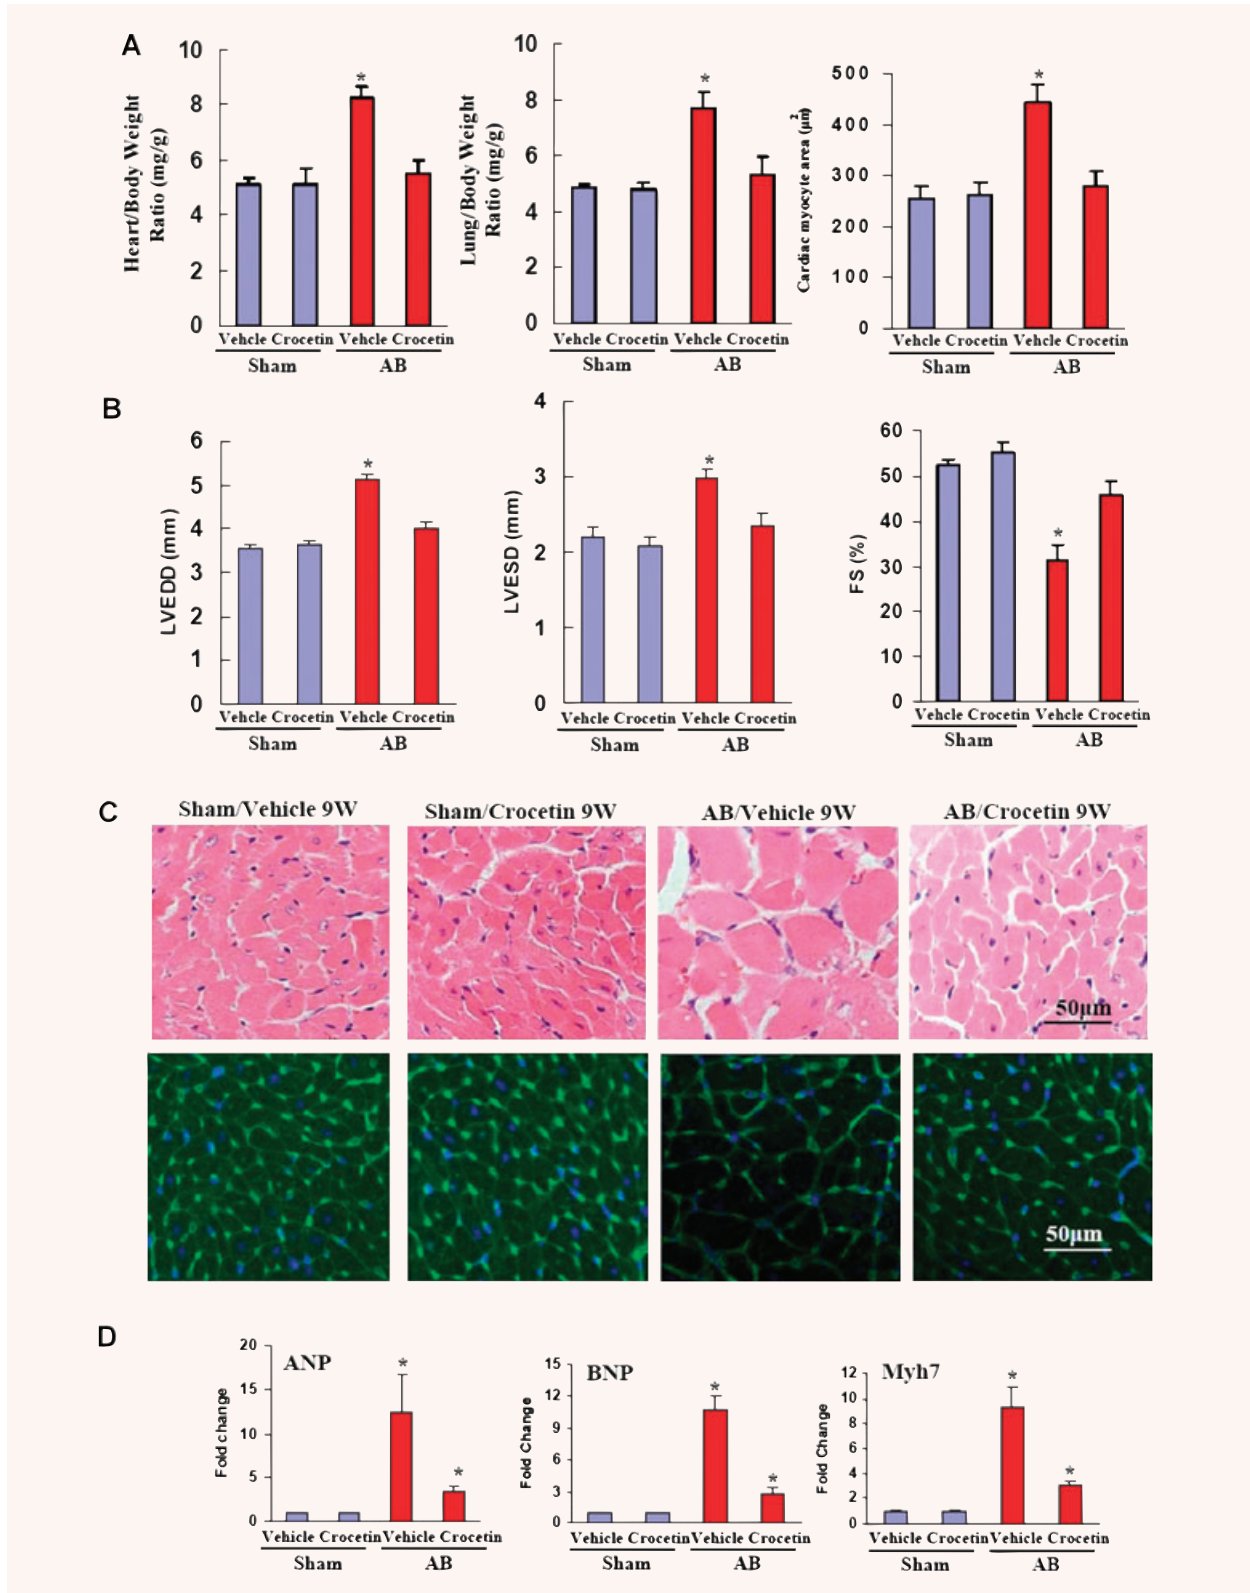 A
10
8
6
4
2
0
Heart/Body Weight
Ratio (mg/g)
*
Vehcle Crocetin Vehcle Crocetin
Sham AB
10
8
6
4
2
0
Lung/Body Weight
Ratio (mg/g)
*
Vehcle Crocetin Vehcle Crocetin
Sham AB
500
400
300
200
100
0
Cardiac myocyte area (µm2)
*
Vehcle Crocetin Vehcle Crocetin
Sham AB
B
6
5
4
3
2
1
0
LVEDD (mm)
*
Vehcle Crocetin Vehcle Crocetin
Sham AB
4
3
2
1
0
LVESD (mm)
*
Vehcle Crocetin Vehcle Crocetin
Sham AB
60
50
40
30
20
10
0
FS (%)
*
Vehcle Crocetin Vehcle Crocetin
Sham AB
C
Sham/Vehicle 9W Sham/Crocetin 9W AB/Vehicle 9W AB/Crocetin 9W
50µm
50µm
D
20
15
10
5
0
Fold change
ANP
*
*
Vehicle Crocetin Vehicle Crocetin
Sham AB
15
12
9
6
3
0
Fold Change
BNP
*
*
Vehicle Crocetin Vehicle Crocetin
Sham AB
12
10
8
6
4
2
0
Fold Change
Myh7
*
*
Vehicle Crocetin Vehicle Crocetin
Sham AB